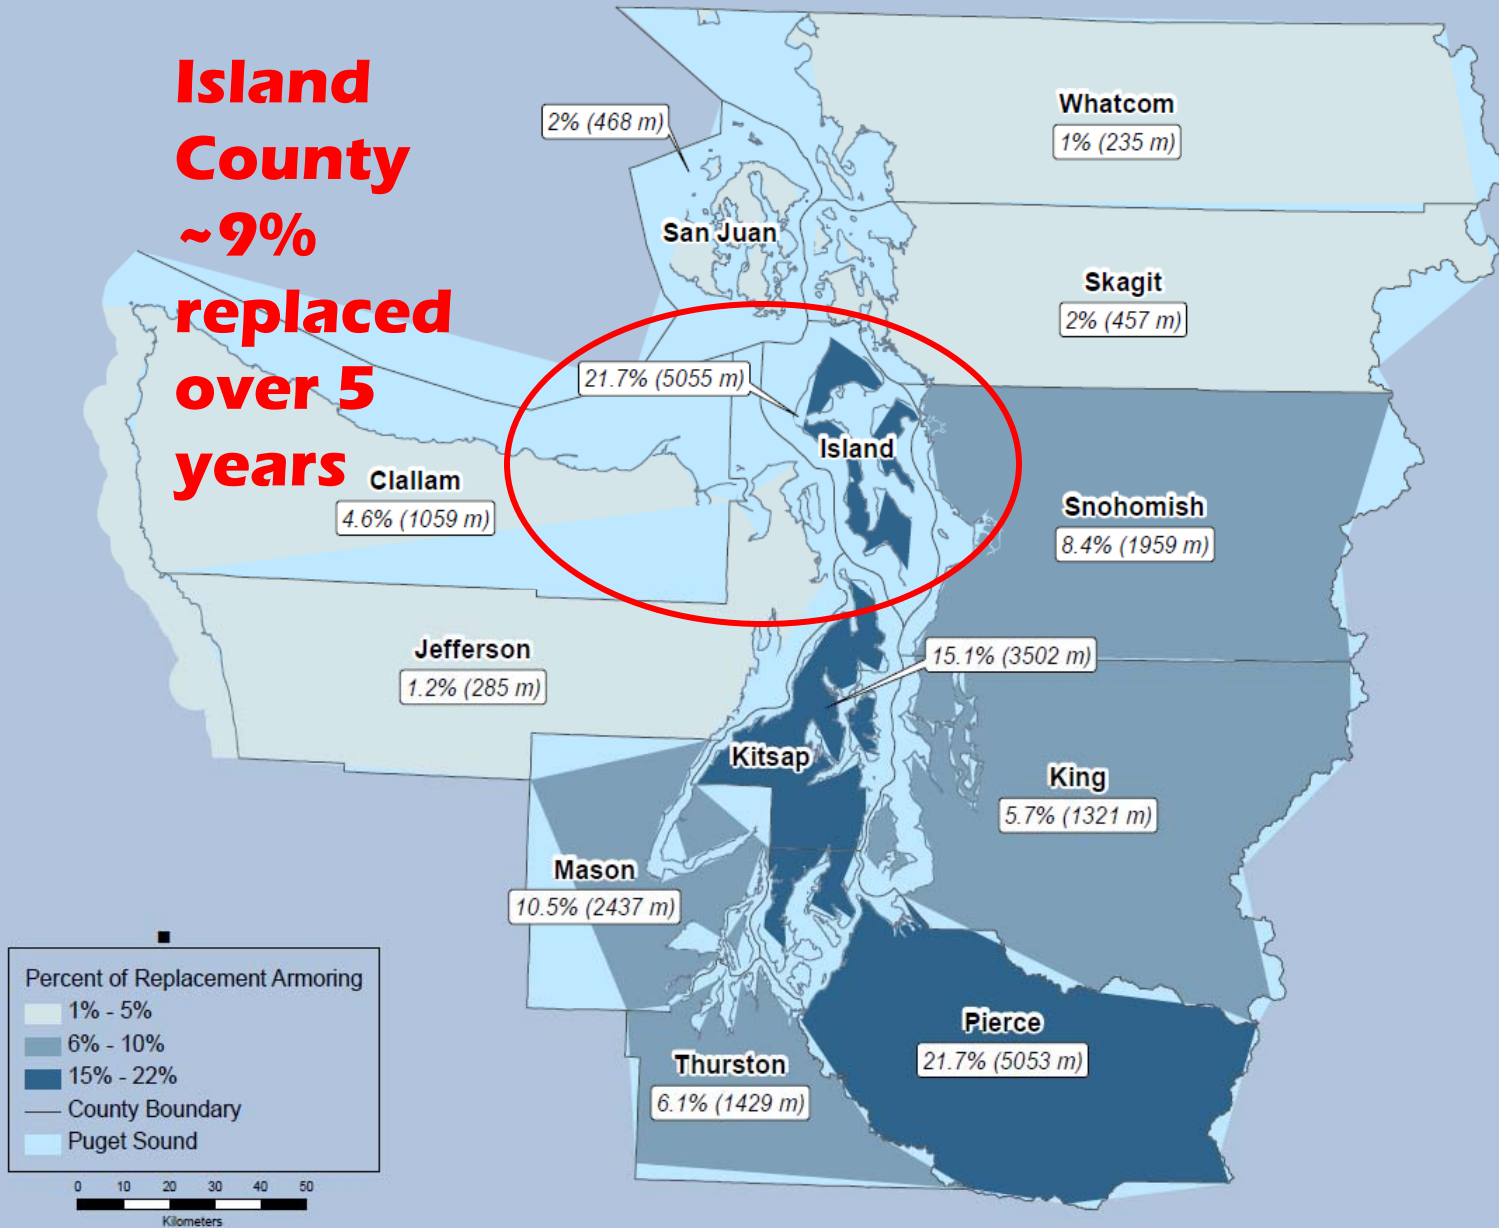 Island
County
~9%
replaced
over 5
years
2% (468 m)
Whatcom
1% (235 m)
San Juan
Skagit
2% (457 m)
21.7% (5055 m)
Island
Clallam
4.6% (1059 m)
Snohomish
8.4% (1959 m)
Jefferson
1.2% (285 m)
15.1% (3502 m)
Kitsap
King
5.7% (1321 m)
Mason
10.5% (2437 m)
Pierce
21.7% (5053 m)
Thurston
6.1% (1429 m)
Percent of Replacement Armoring
1% - 5%
6% - 10%
15% - 22%
County Boundary
Puget Sound
0 10 20 30 40 50
Kilometers